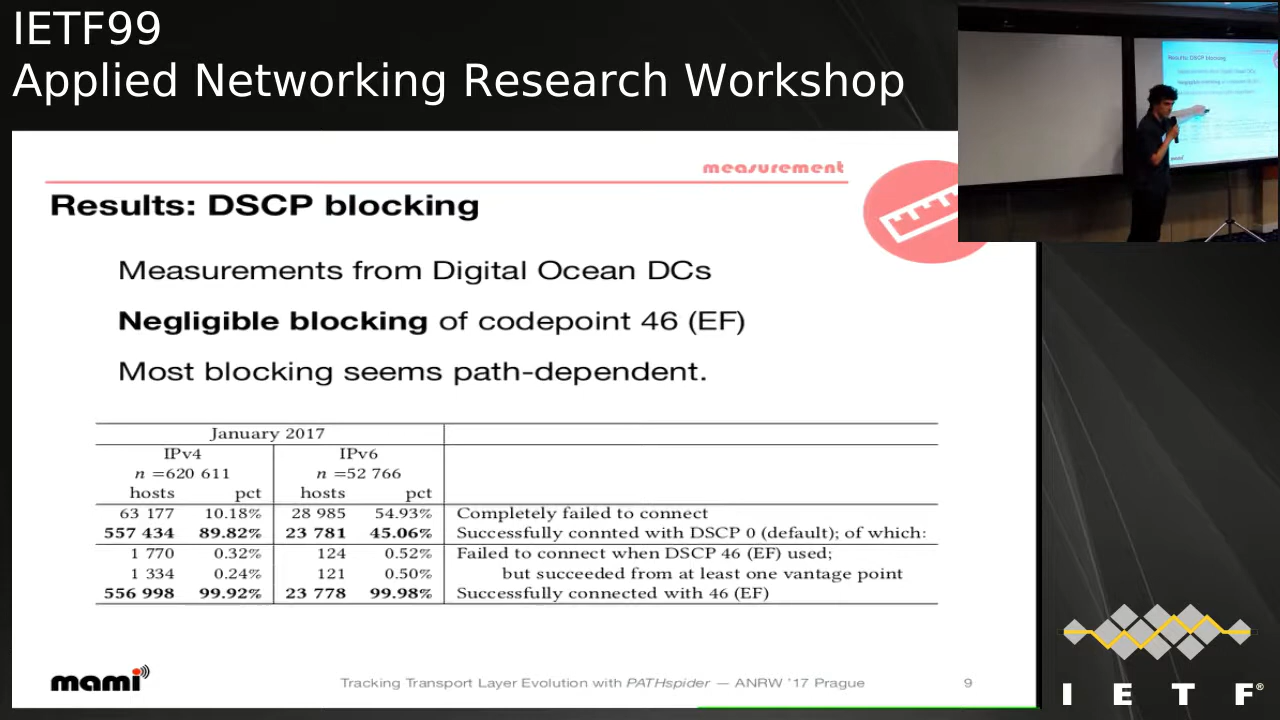 IETF99
Applied Networking Research Workshop
measurement
Results: DSCP blocking
Measurements from Digital Ocean DCs
Negligible blocking of codepoint 46 (EF)
Most blocking seems path-dependent.
January 2017
IPv4 IPv6
n =620 611 n =52 766
hosts pct hosts pct
63 177 10.18% 28 985 54.93% Completely failed to connect
557 434 89.82% 23 781 45.06% Successfully connted with DSCP 0 (default); of which:
1 770 0.32% 124 0.52% Failed to connect when DSCP 46 (EF) used;
1 334 0.24% 121 0.50% but succeeded from at least one vantage point
556 998 99.92% 23 778 99.98% Successfully connected with 46 (EF)
mami Tracking Transport Layer Evolution with PATHspider — ANRW '17 Prague 9
I E T F®
Results: DSCP blocking